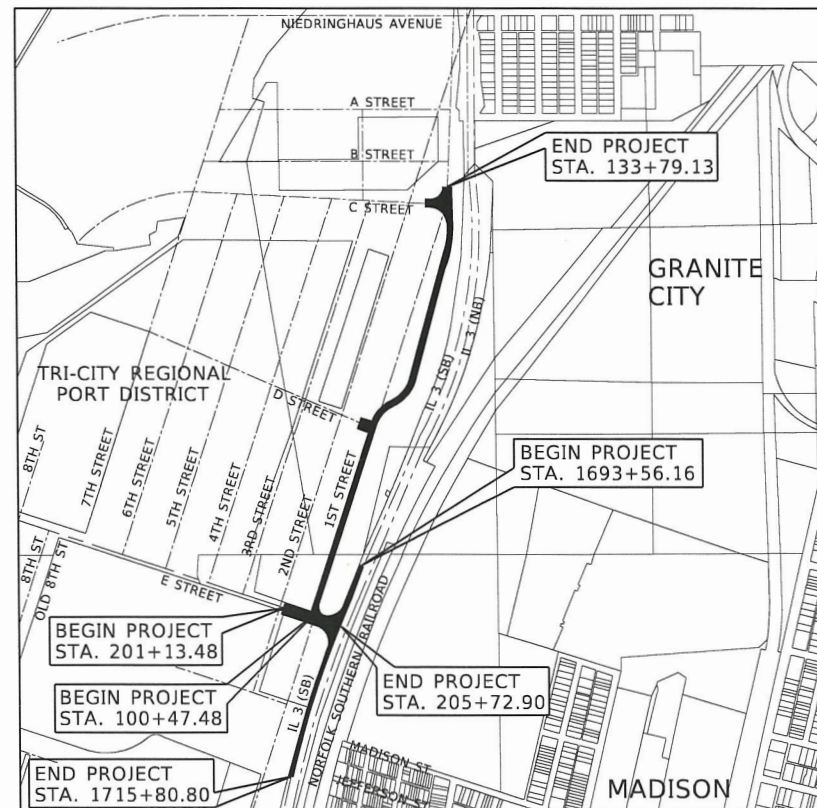 NIEDRINGHAUS AVENUE
A STREET
B STREET
END PROJECT
STA. 133+79.13
C STREET
GRANITE
CITY
IL 3 (NB)
IL 3 (SB)
TRI-CITY REGIONAL
PORT DISTRICT
D STREET
8TH ST
7TH STREET
6TH STREET
5TH STREET
4TH STREET
3RD STREET
2ND STREET
1ST STREET
BEGIN PROJECT
STA. 1693+56.16
8TH ST
OLD 8TH ST
E STREET
BEGIN PROJECT
STA. 201+13.48
BEGIN PROJECT
STA. 100+47.48
END PROJECT
STA. 205+72.90
IL 3 (SB)
NORFOLK SOUTHERN RAILROAD
END PROJECT
STA. 1715+80.80
MADISON ST
JEFFERSON ST
MADISON